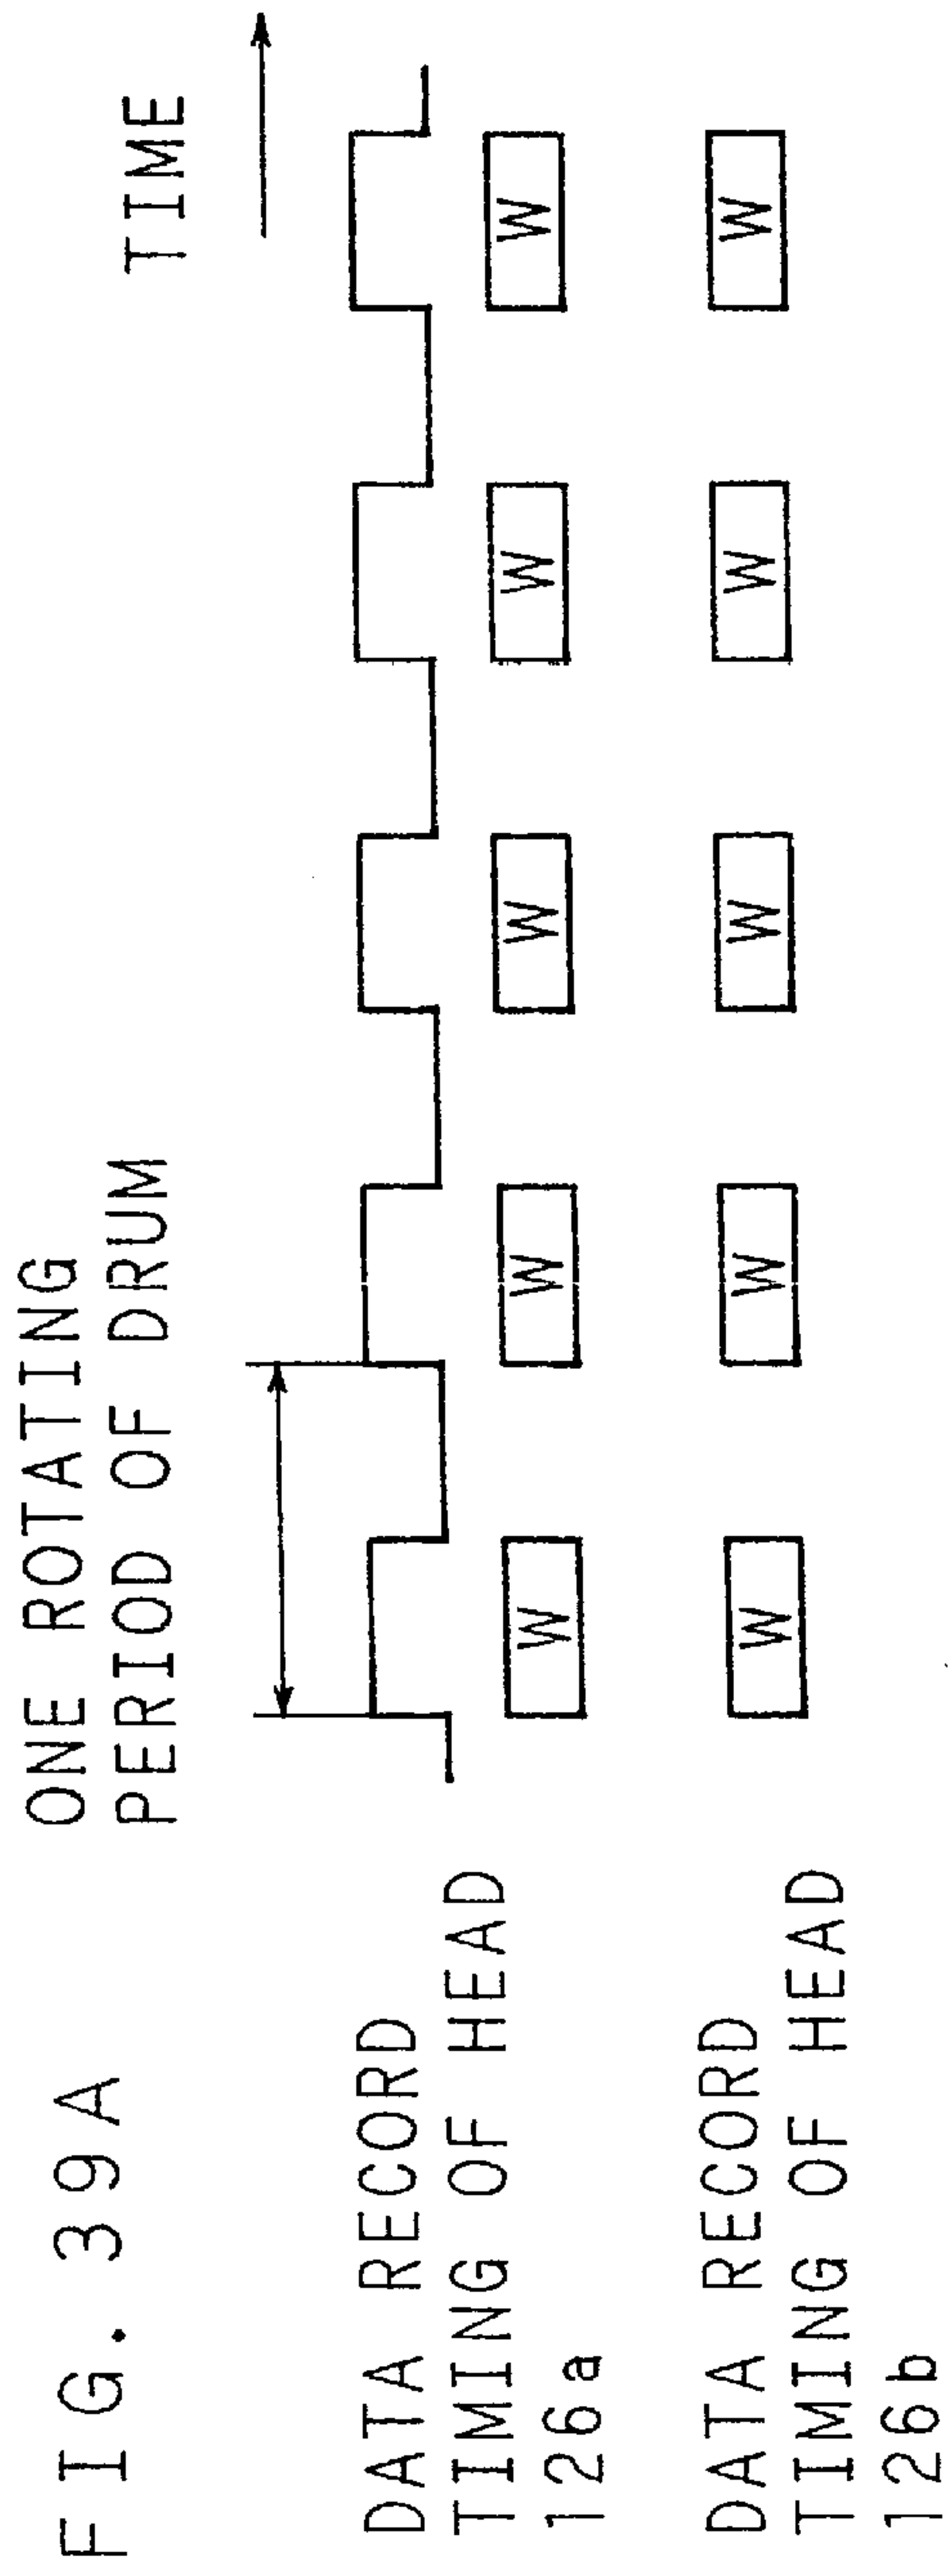 FIG. 39A
ONE ROTATING
PERIOD OF DRUM
TIME
DATA RECORD
TIMING OF HEAD
126a
W W W W W
DATA RECORD
TIMING OF HEAD
126b
W W W W W